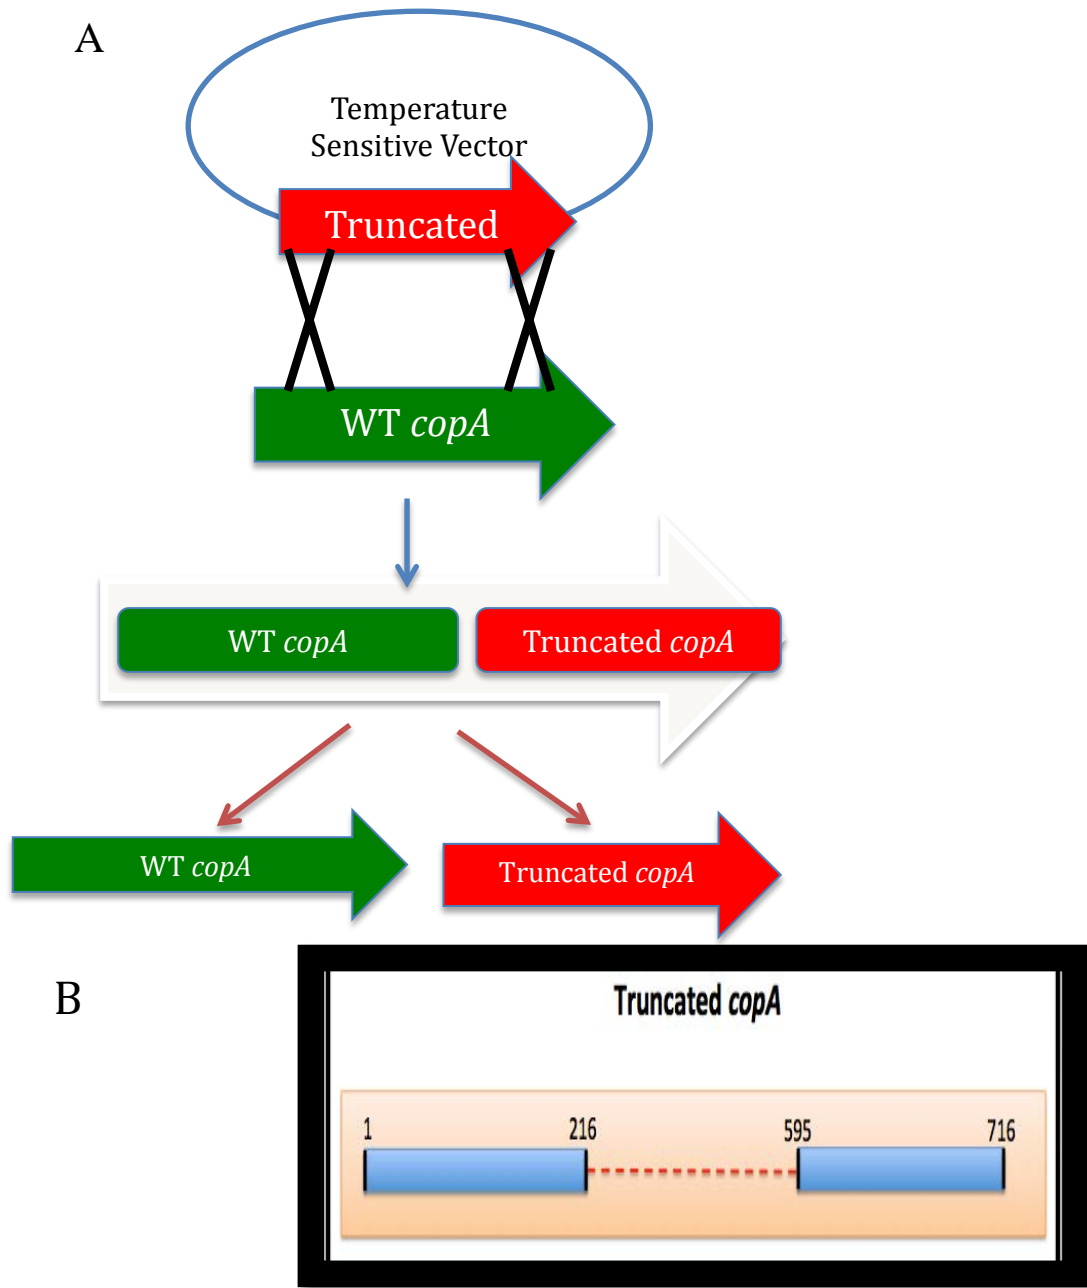 A
Temperature
Sensitive Vector
Truncated
WT copA
WT copA
Truncated copA
WT copA
Truncated copA
B
Truncated copA
1
216
595
716